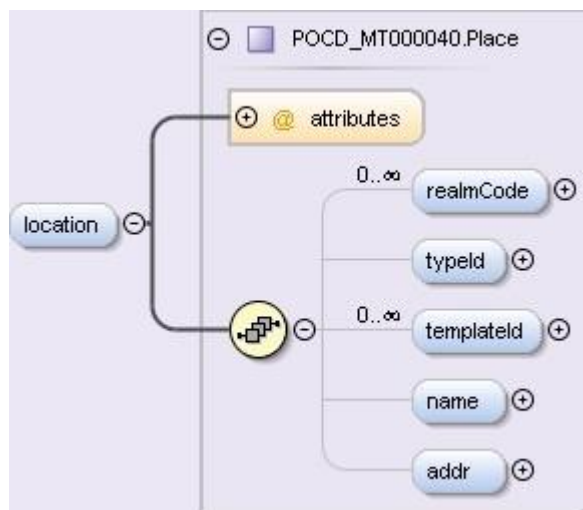 POCD_MT000040.Place
@ attributes
0..∞
realmCode
location
typeId
0..∞
templateId
name
addr